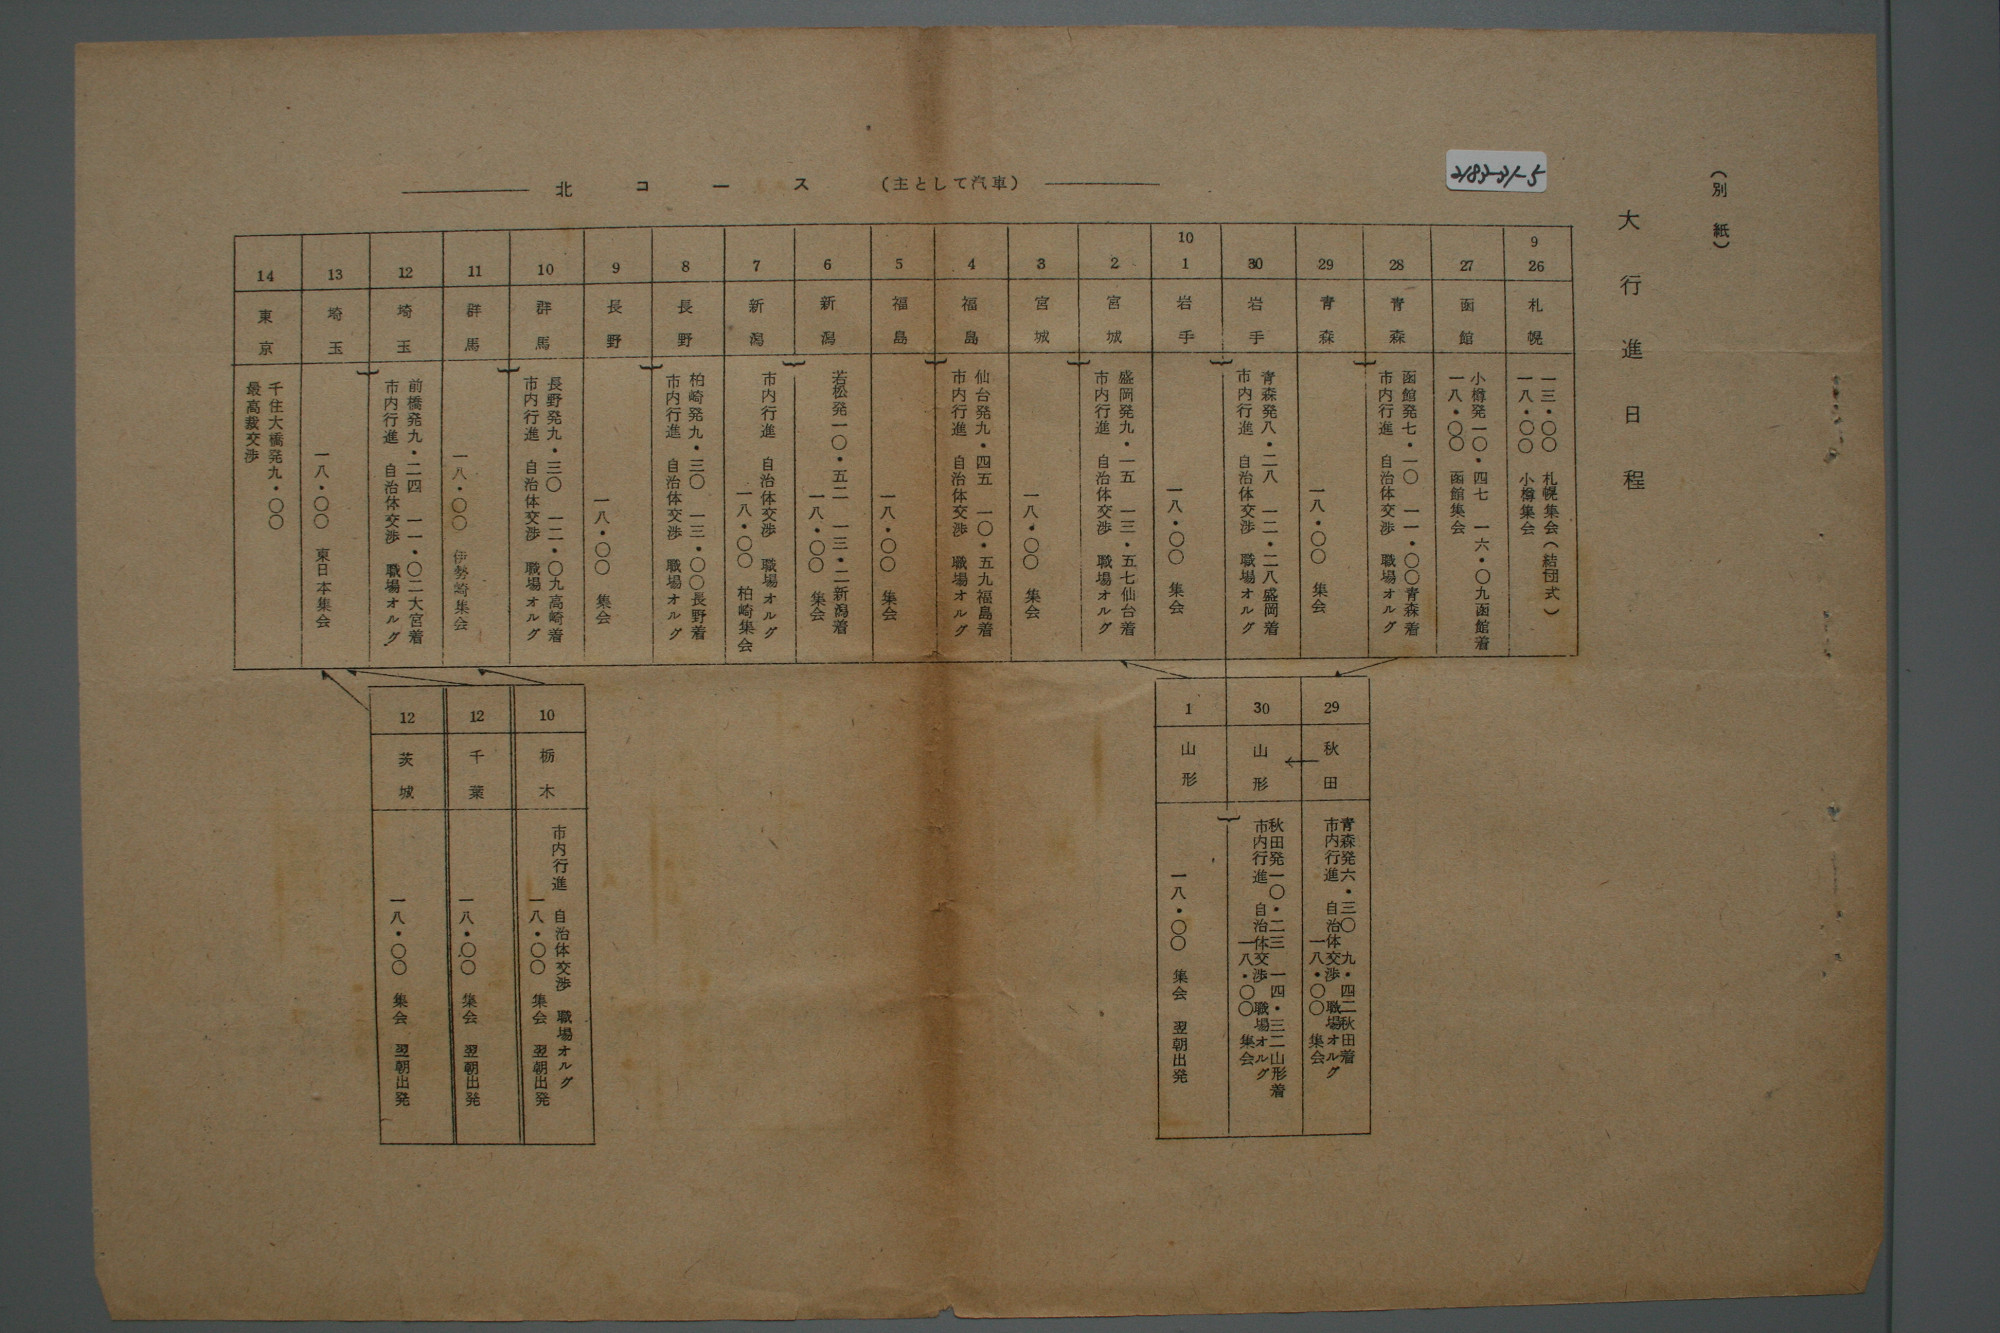 （別紙）
大行進日程
2183-31-5
北コース（主として汽車）
9
26
札幌
一三・〇〇 札幌集会（結団式）
一八・〇〇 小樽集会
27
函館
小樽発一〇・四七 一六・〇九函館着
一八・〇〇 函館集会
28
青森
函館発七・一〇 一一・〇〇青森着
市内行進 自治体交渉 職場オルグ
29
青森
一八・〇〇 集会
30
岩手
青森発八・二八 一二・二八盛岡着
市内行進 自治体交渉 職場オルグ
10
1
岩手
一八・〇〇 集会
2
宮城
盛岡発九・一五 一三・五七仙台着
市内行進 自治体交渉 職場オルグ
3
宮城
一八・〇〇 集会
4
福島
仙台発九・四五 一〇・五九福島着
市内行進 自治体交渉 職場オルグ
5
福島
一八・〇〇 集会
6
新潟
若松発一〇・五二 一三・二新潟着
一八・〇〇 集会
7
新潟
市内行進 自治体交渉 職場オルグ
一八・〇〇 柏崎集会
8
長野
柏崎発九・三〇 一三・〇〇長野着
市内行進 自治体交渉 職場オルグ
9
長野
一八・〇〇 集会
10
群馬
長野発九・三〇 一二・〇九高崎着
市内行進 自治体交渉 職場オルグ
11
群馬
一八・〇〇 伊勢崎集会
12
埼玉
前橋発九・二四 一一・〇二大宮着
市内行進 自治体交渉 職場オルグ
13
埼玉
一八・〇〇 東日本集会
14
東京
千住大橋発九・〇〇
最高裁交渉
29
秋田
青森発六・三〇 九・四二秋田着
市内行進 自治体交渉 職場オルグ
一八・〇〇 集会
30
山形
秋田発一〇・二三 一四・三二山形着
市内行進 自治体交渉 職場オルグ
一八・〇〇 集会
1
山形
一八・〇〇 集会 翌朝出発
10
栃木
市内行進 自治体交渉 職場オルグ
一八・〇〇 集会 翌朝出発
12
千葉
一八・〇〇 集会 翌朝出発
12
茨城
一八・〇〇 集会 翌朝出発